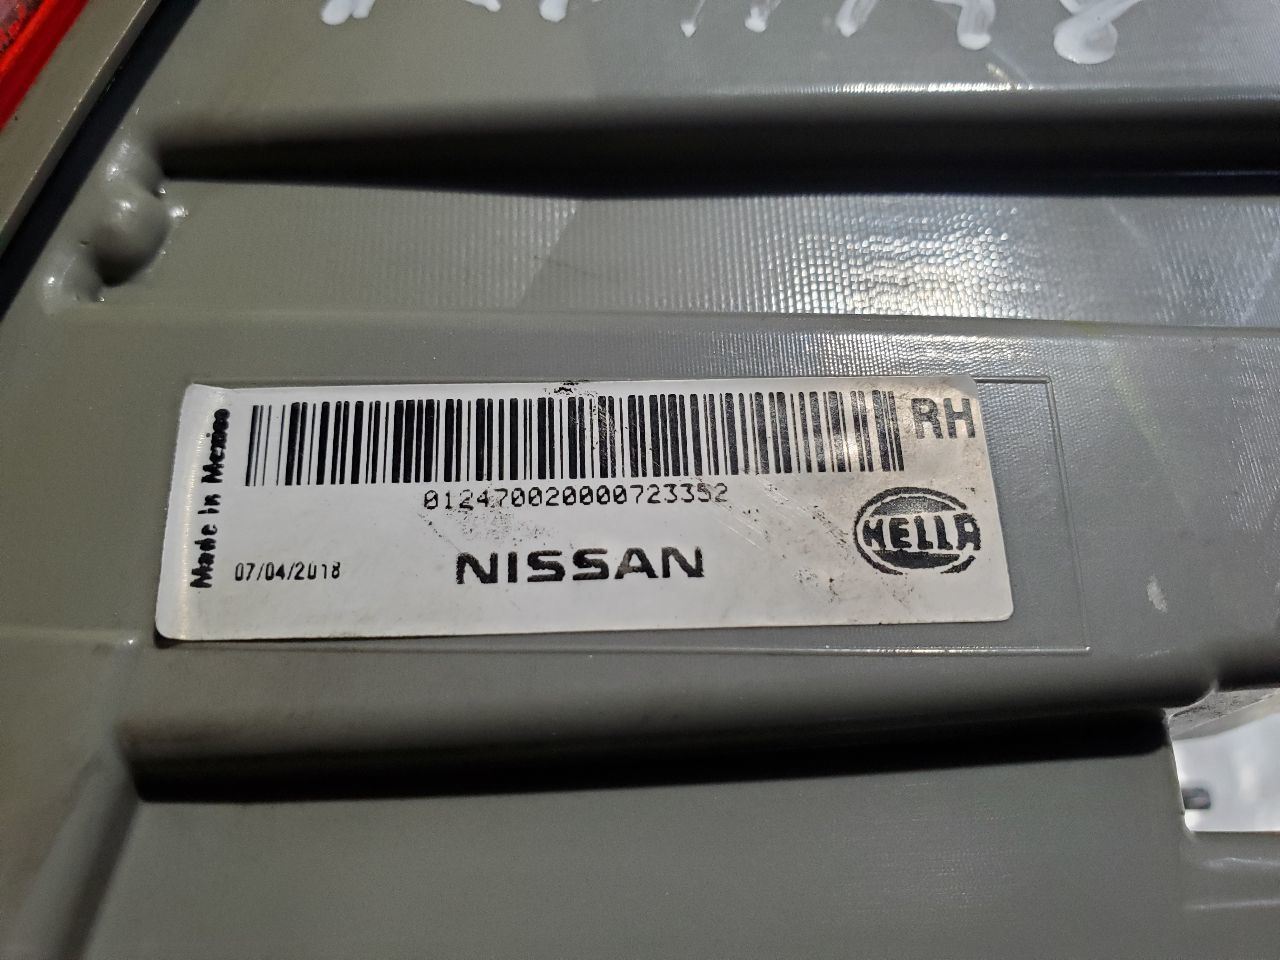 Made in Mexico
RH
012470020000723352
HELLA
07/04/2018
NISSAN